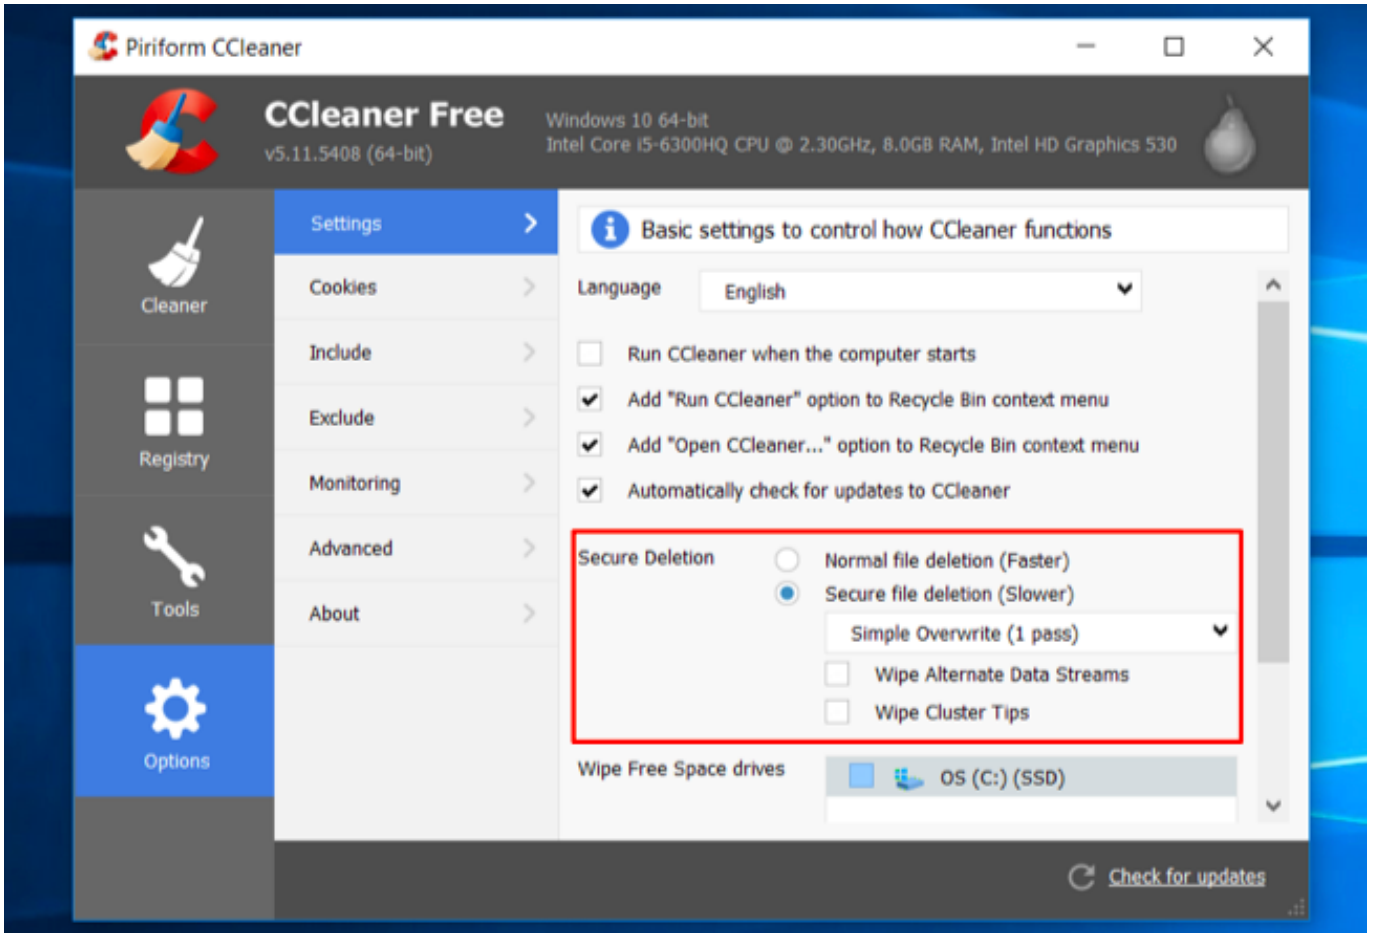 Piriform CCleaner
CCleaner Free
v5.11.5408 (64-bit)
Windows 10 64-bit
Intel Core i5-6300HQ CPU @ 2.30GHz, 8.0GB RAM, Intel HD Graphics 530
Cleaner
Registry
Tools
Options
Settings
Cookies
Include
Exclude
Monitoring
Advanced
About
Basic settings to control how CCleaner functions
Language
English
Run CCleaner when the computer starts
Add "Run CCleaner" option to Recycle Bin context menu
Add "Open CCleaner..." option to Recycle Bin context menu
Automatically check for updates to CCleaner
Secure Deletion
Normal file deletion (Faster)
Secure file deletion (Slower)
Simple Overwrite (1 pass)
Wipe Alternate Data Streams
Wipe Cluster Tips
Wipe Free Space drives
OS (C:) (SSD)
Check for updates